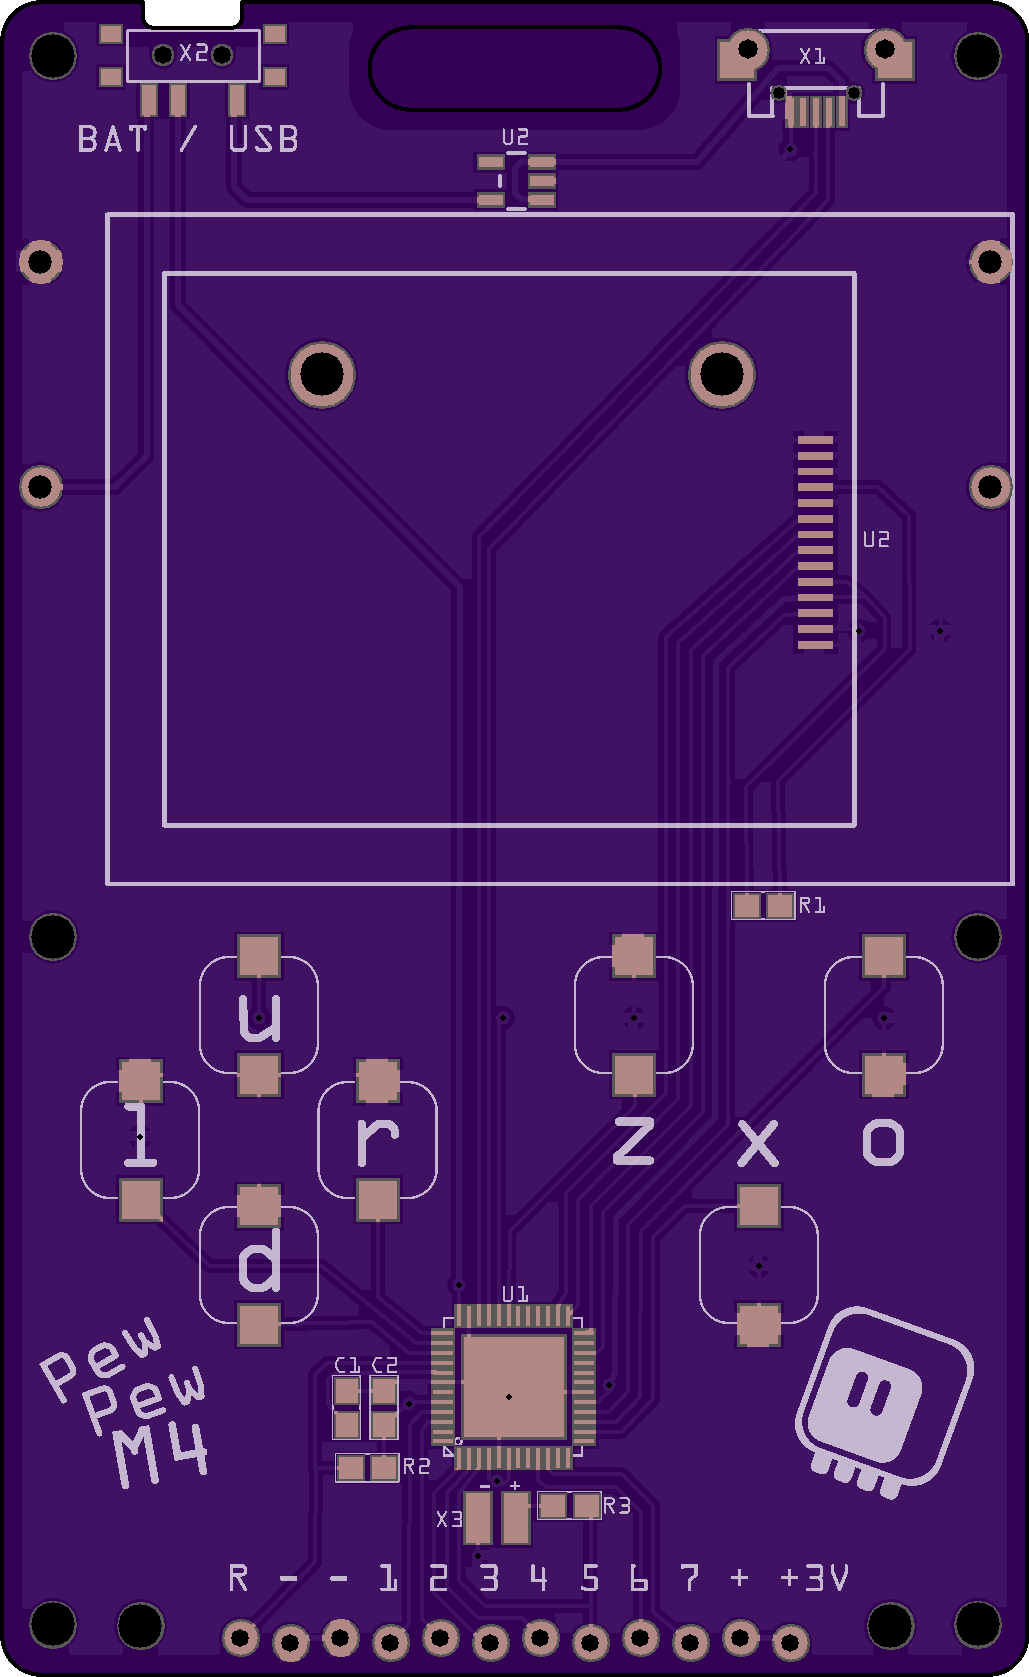 X2
X1
BAT / USB
U2
U2
R1
u
l
r
z
x
o
d
U1
Pew
Pew
M4
C1 C2
R2
- +
X3
R3
R - - 1 2 3 4 5 6 7 + +3V